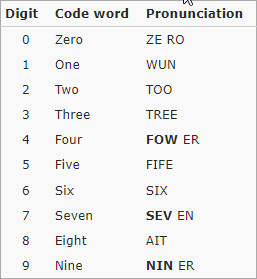 Digit Code word Pronunciation
0 Zero ZE RO
1 One WUN
2 Two TOO
3 Three TREE
4 Four FOW ER
5 Five FIFE
6 Six SIX
7 Seven SEV EN
8 Eight AIT
9 Nine NIN ER